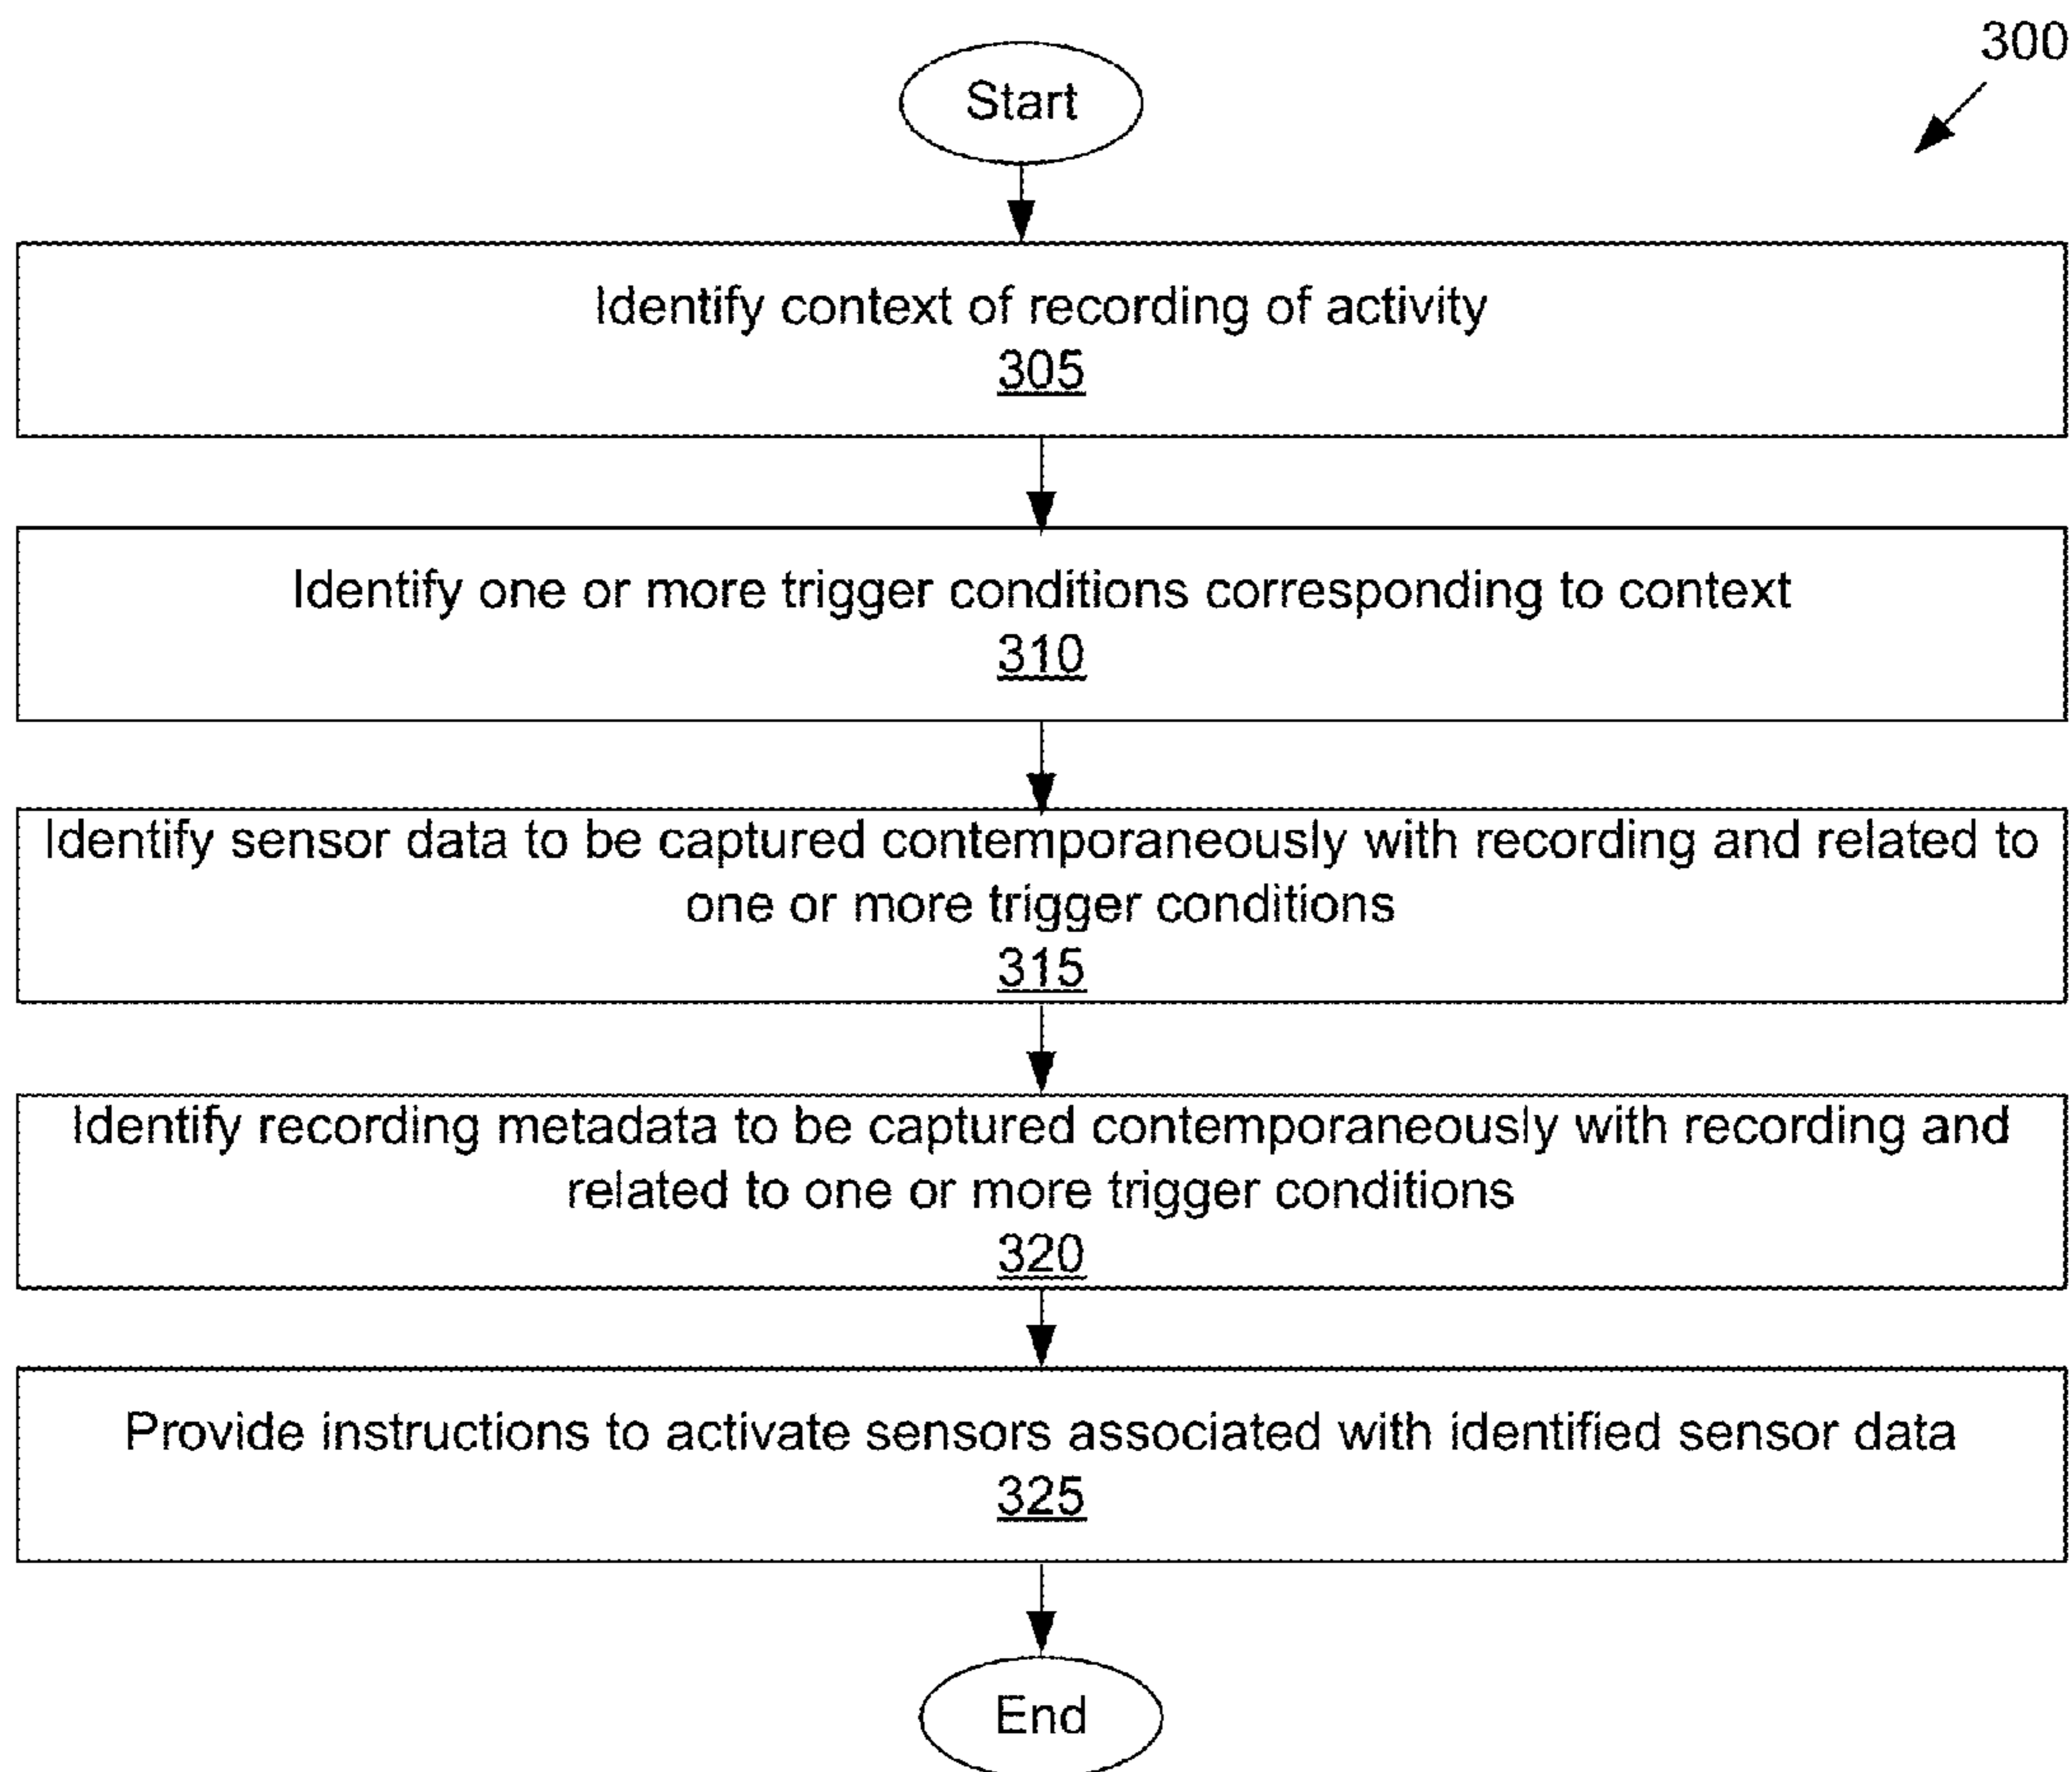 300
Start
Identify context of recording of activity
305
Identify one or more trigger conditions corresponding to context
310
Identify sensor data to be captured contemporaneously with recording and related to
one or more trigger conditions
315
Identify recording metadata to be captured contemporaneously with recording and
related to one or more trigger conditions
320
Provide instructions to activate sensors associated with identified sensor data
325
End